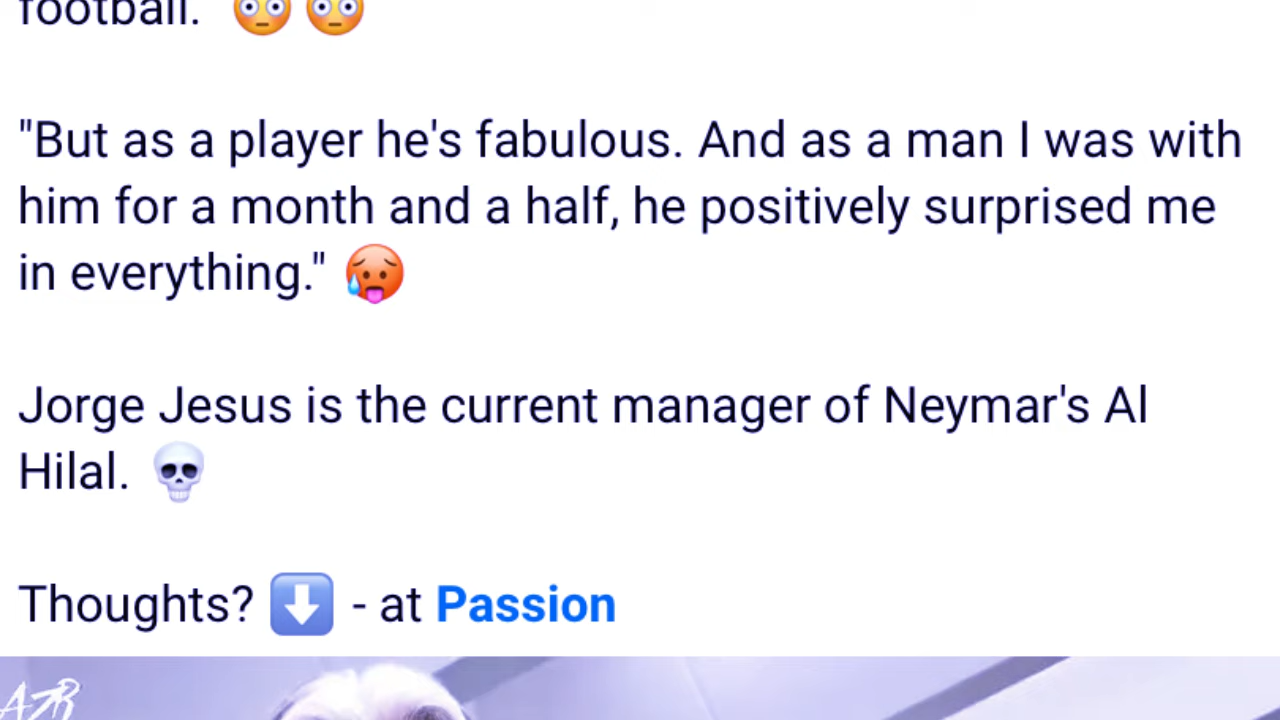 football. 😳😳
"But as a player he's fabulous. And as a man I was with
him for a month and a half, he positively surprised me
in everything." 🥵
Jorge Jesus is the current manager of Neymar's Al
Hilal. 💀
Thoughts? ⬇️ - at Passion